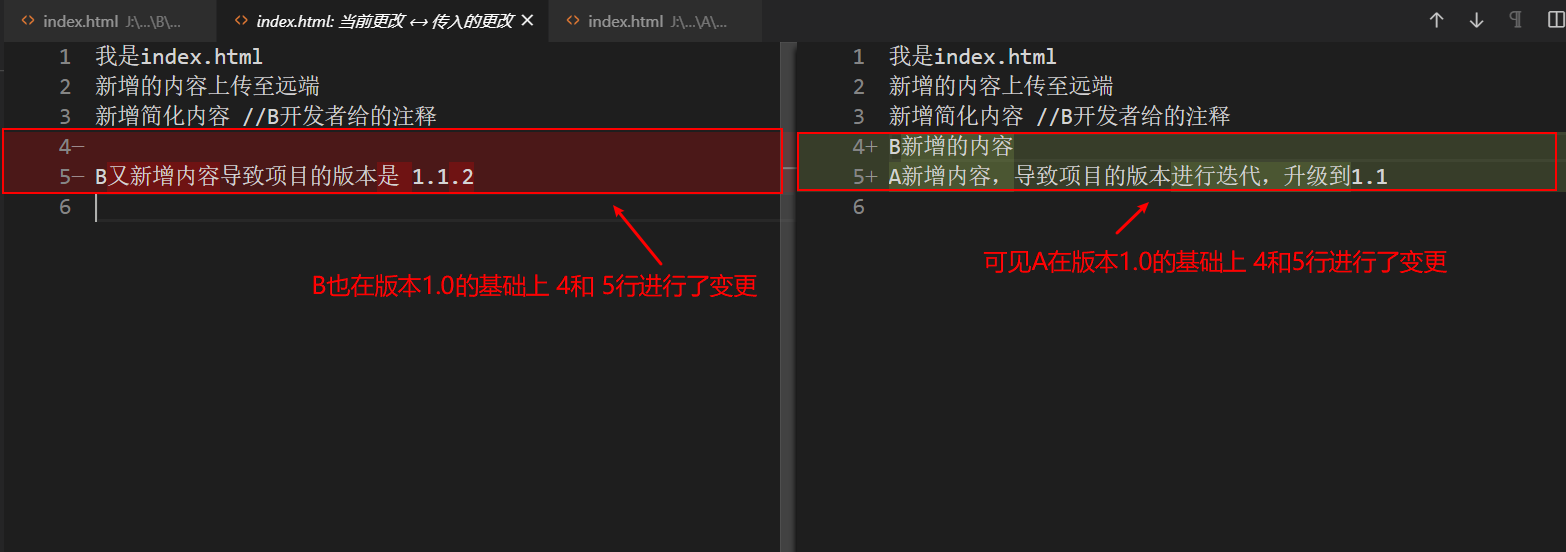 index.html J:\...\B\...
index.html: 当前更改 ↔ 传入的更改
index.html J:\...\A\...
1 我是index.html
2 新增的内容上传至远端
3 新增简化内容 //B开发者给的注释
4−
5− B又新增内容导致项目的版本是 1.1.2
6
B也在版本1.0的基础上 4和 5行进行了变更
1 我是index.html
2 新增的内容上传至远端
3 新增简化内容 //B开发者给的注释
4+ B新增的内容
5+ A新增内容，导致项目的版本进行迭代，升级到1.1
6
可见A在版本1.0的基础上 4和5行进行了变更